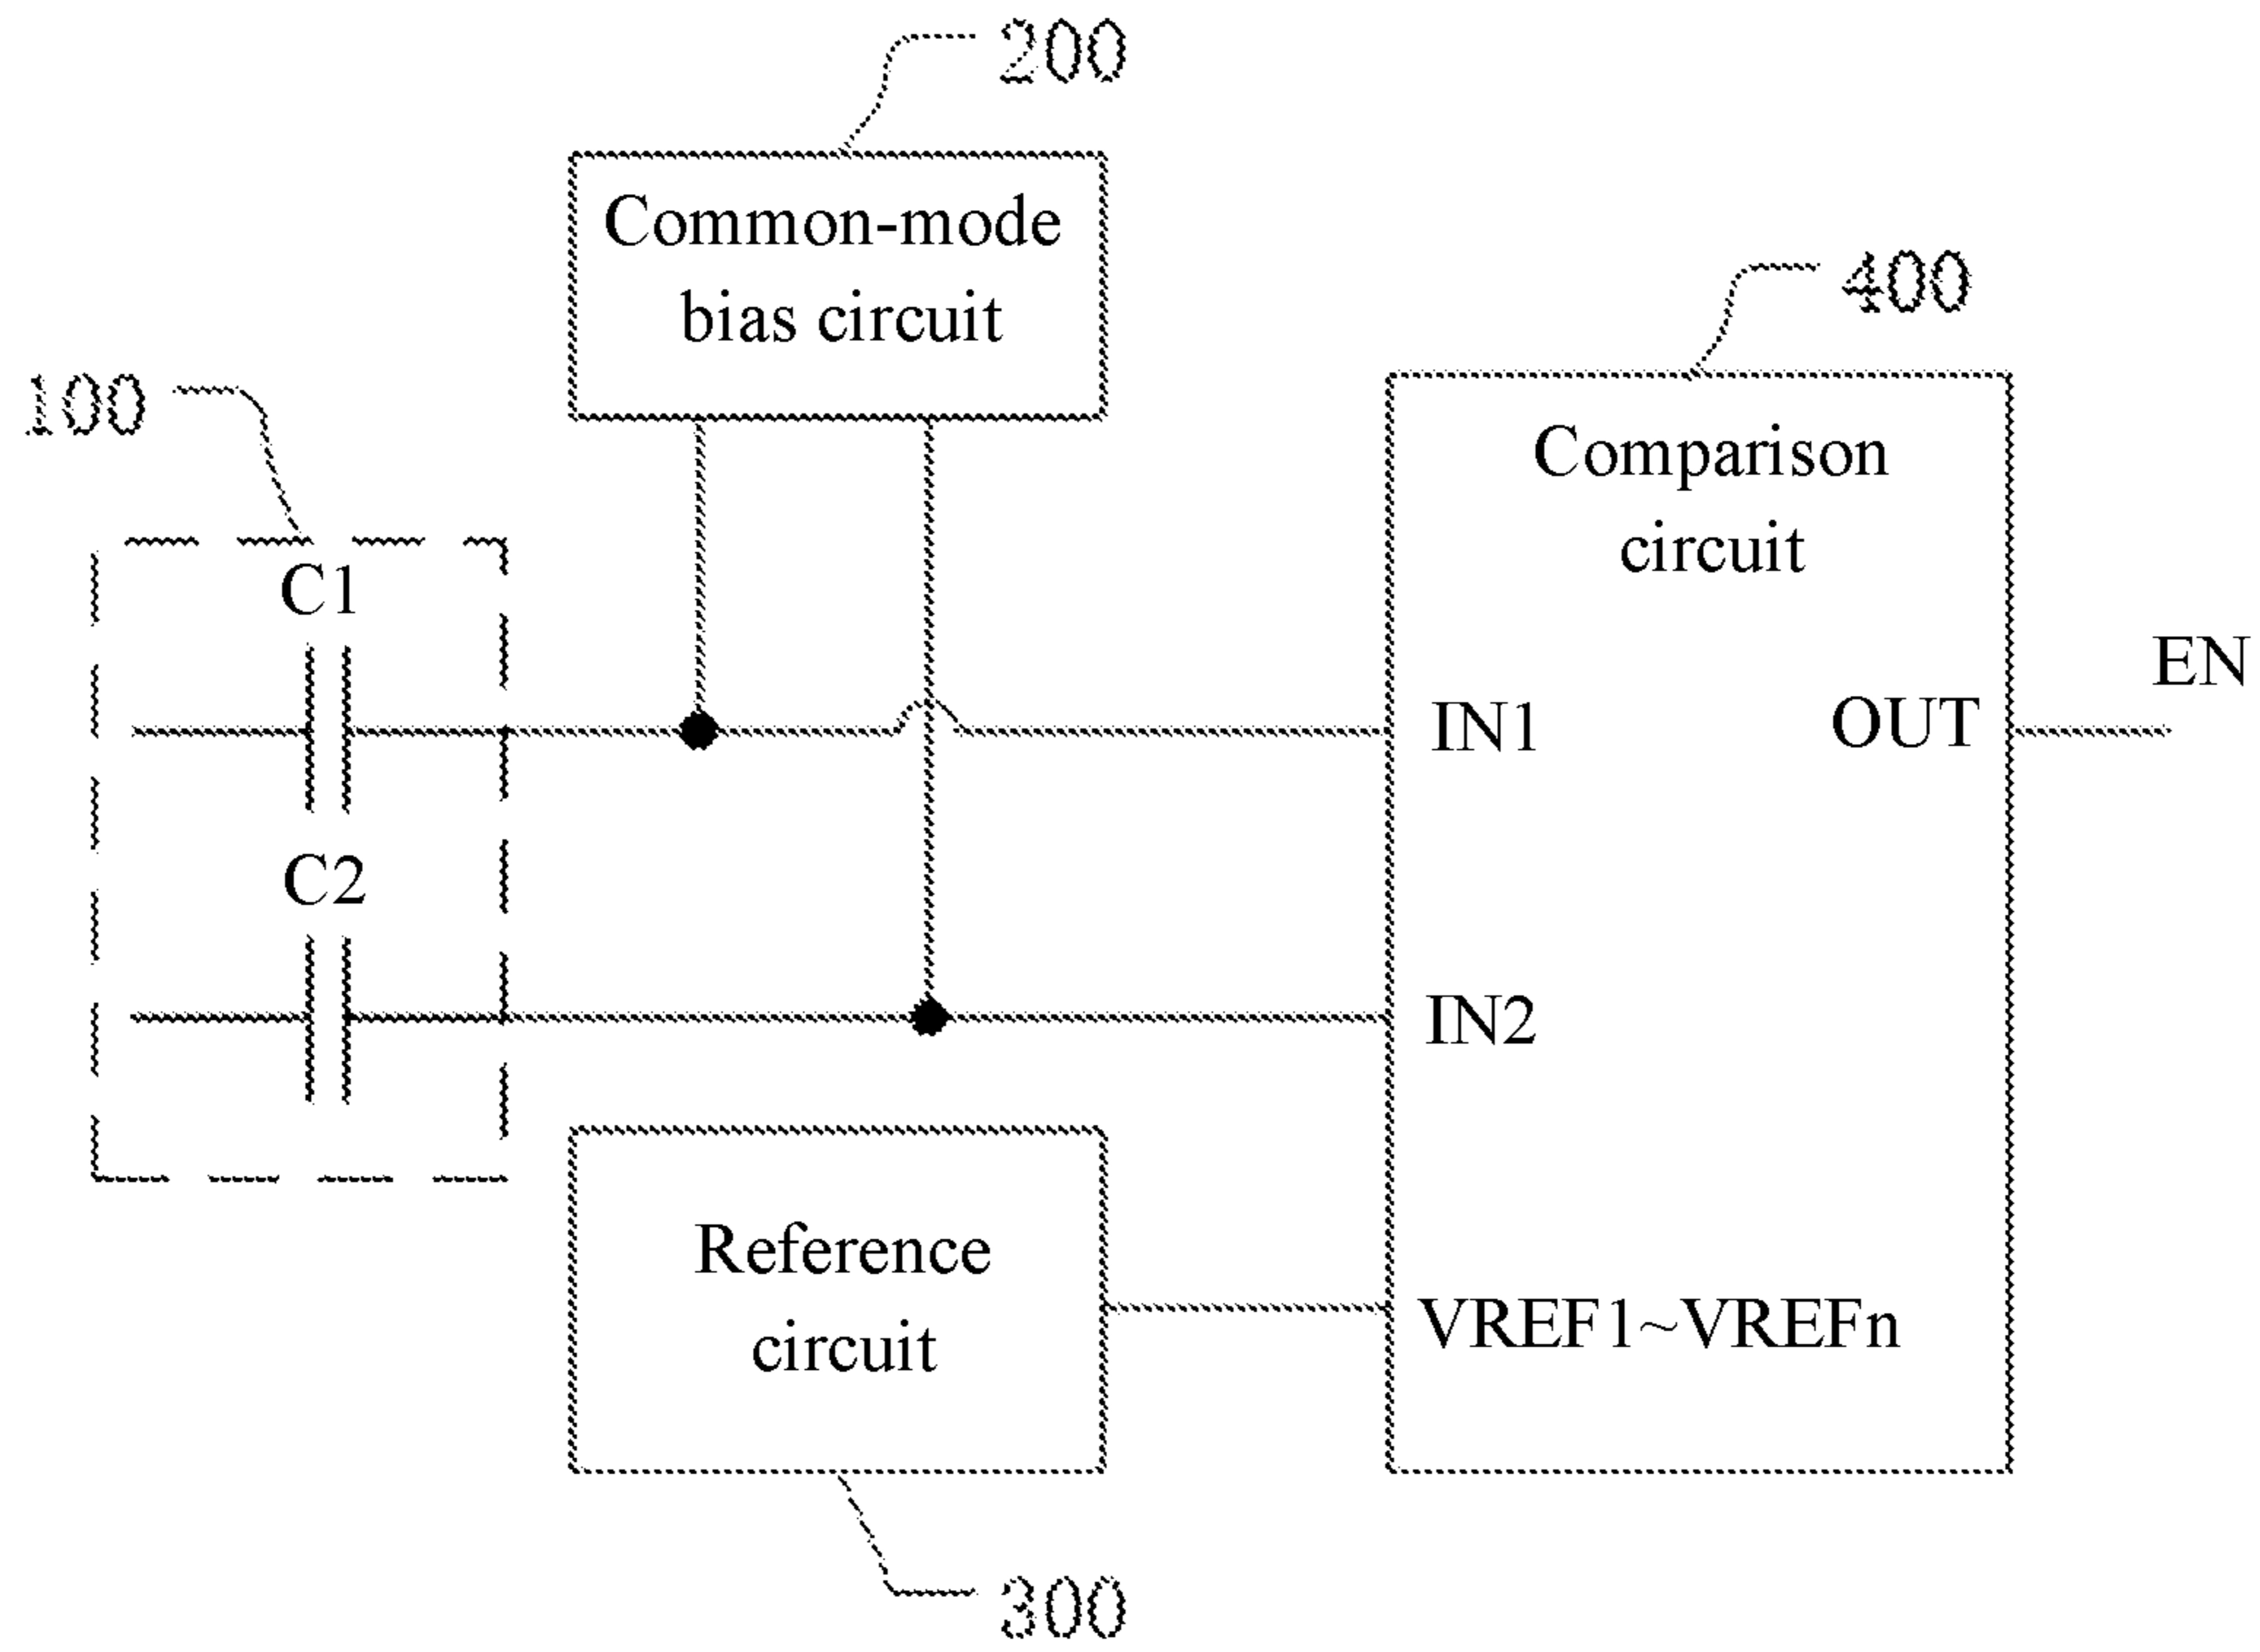 200
Common-mode
bias circuit
400
100
Comparison
circuit
C1
EN
IN1
OUT
C2
IN2
Reference
circuit
VREF1~VREFn
300